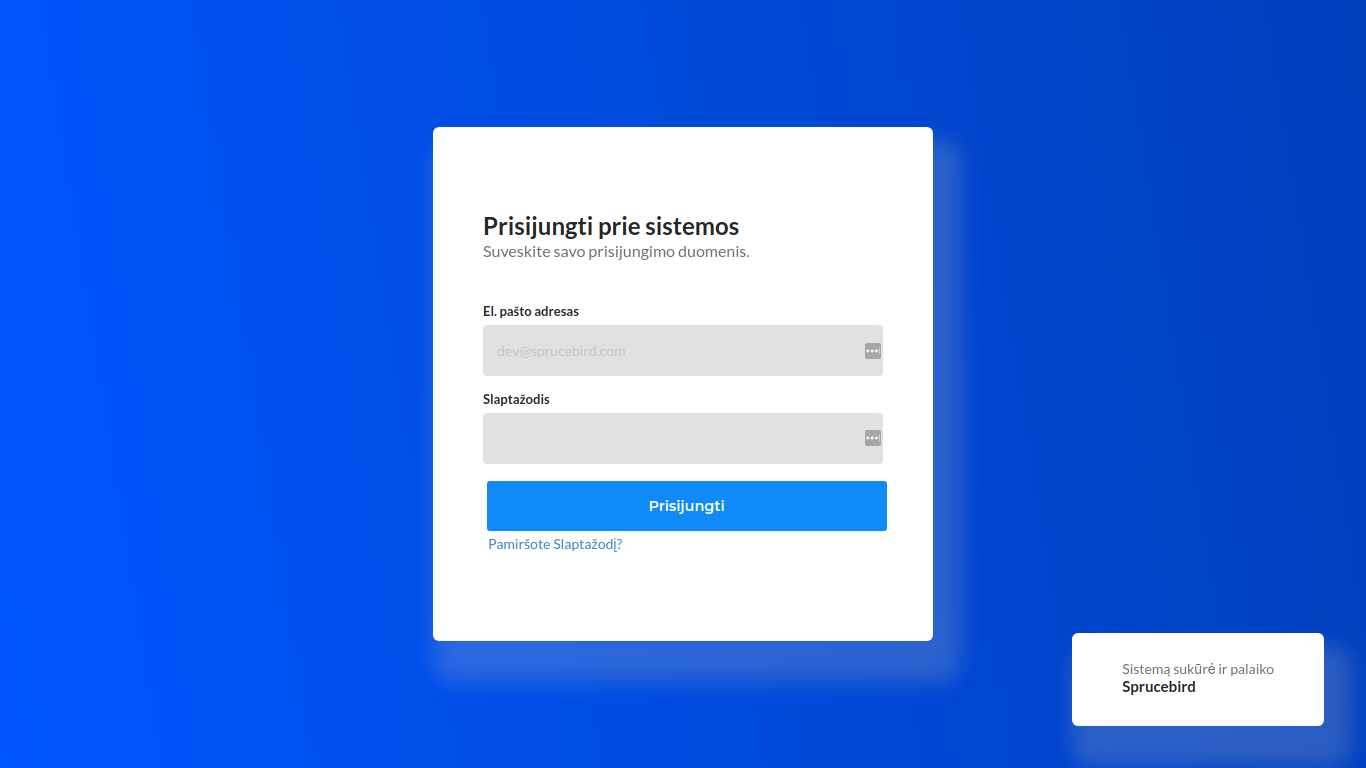 Prisijungti prie sistemos
Suveskite savo prisijungimo duomenis.
El. pašto adresas
dev@sprucebird.com
Slaptažodis
Prisijungti
Pamiršote Slaptažodį?
Sistemą sukūrė ir palaiko
Sprucebird